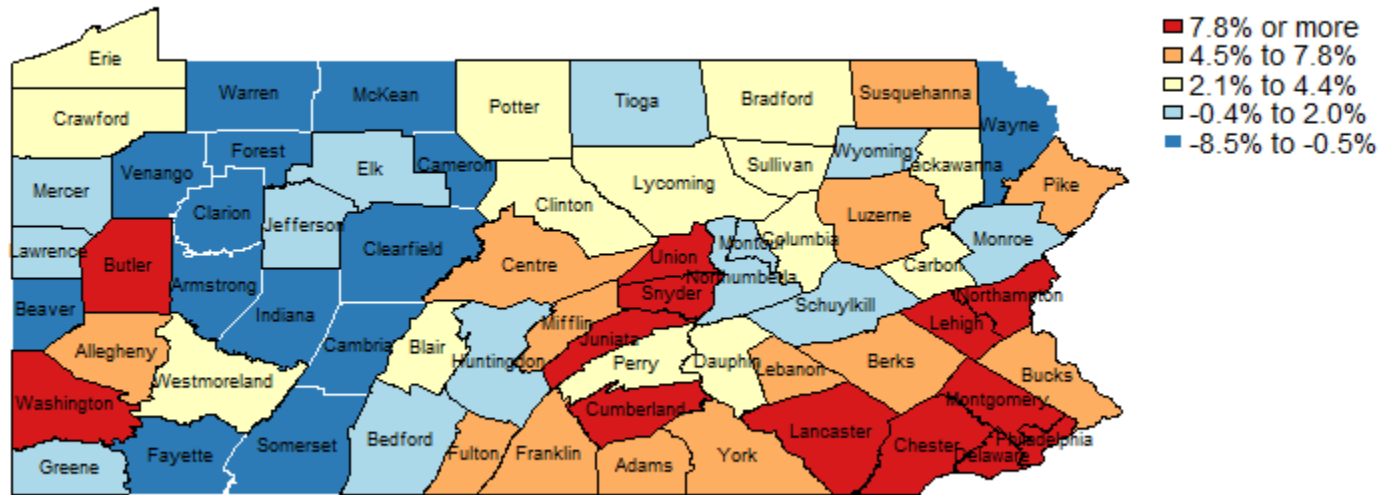 7.8% or more
4.5% to 7.8%
2.1% to 4.4%
-0.4% to 2.0%
-8.5% to -0.5%
Erie
Warren
McKean
Potter
Tioga
Bradford
Susquehanna
Crawford
Wayne
Forest
Venango
Elk
Cameron
Sullivan
Wyoming
ackawanna
Mercer
Lycoming
Pike
Clarion
Clinton
Jefferson
Luzerne
Lawrence
Clearfield
Montour
Columbia
Monroe
Butler
Centre
Union
Carbon
Armstrong
Northumberla
Snyder
Northampton
Beaver
Indiana
Schuylkill
Mifflin
Lehigh
Allegheny
Cambria
Blair
Juniata
Huntingdon
Perry
Dauphin
Lebanon
Berks
Westmoreland
Bucks
Washington
Cumberland
Montgomery
Lancaster
Philadelphia
Bedford
Somerset
Chester
Delaware
Fayette
Fulton
Franklin
York
Greene
Adams